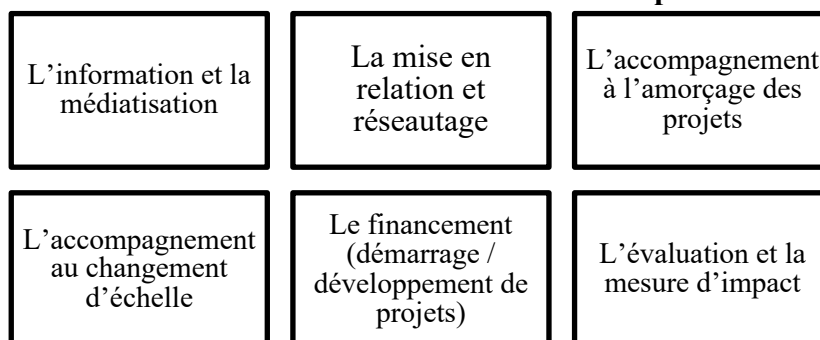 L'information et la
médiatisation
La mise en
relation et
réseautage
L'accompagnement
à l'amorçage des
projets
L'accompagnement
au changement
d'échelle
Le financement
(démarrage /
développement de
projets)
L'évaluation et la
mesure d'impact